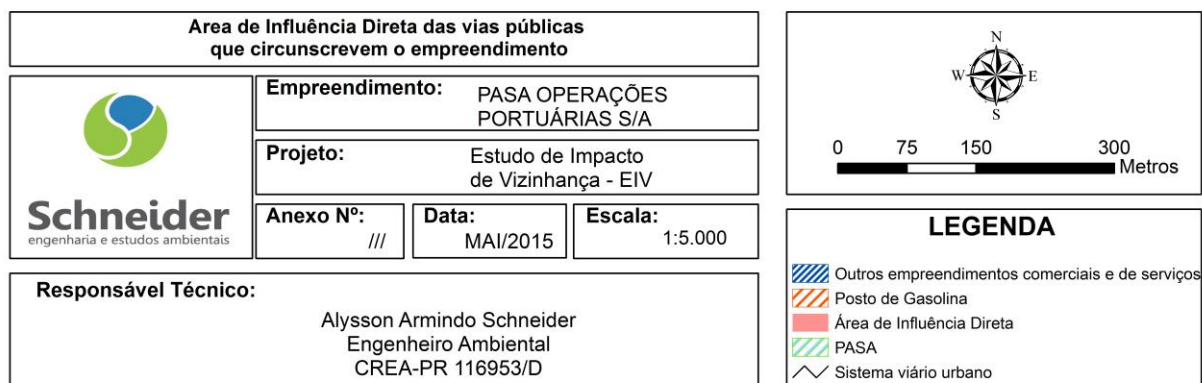 Area de Influência Direta das vias públicas
que circunscrevem o empreendimento
Schneider
engenharia e estudos ambientais
Empreendimento: PASA OPERAÇÕES
PORTUÁRIAS S/A
Projeto: Estudo de Impacto
de Vizinhança - EIV
Anexo Nº:
///
Data:
MAI/2015
Escala:
1:5.000
Responsável Técnico:
Alysson Armindo Schneider
Engenheiro Ambiental
CREA-PR 116953/D
N
W E
S
0 75 150 300
Metros
LEGENDA
Outros empreendimentos comerciais e de serviços
Posto de Gasolina
Área de Influência Direta
PASA
Sistema viário urbano